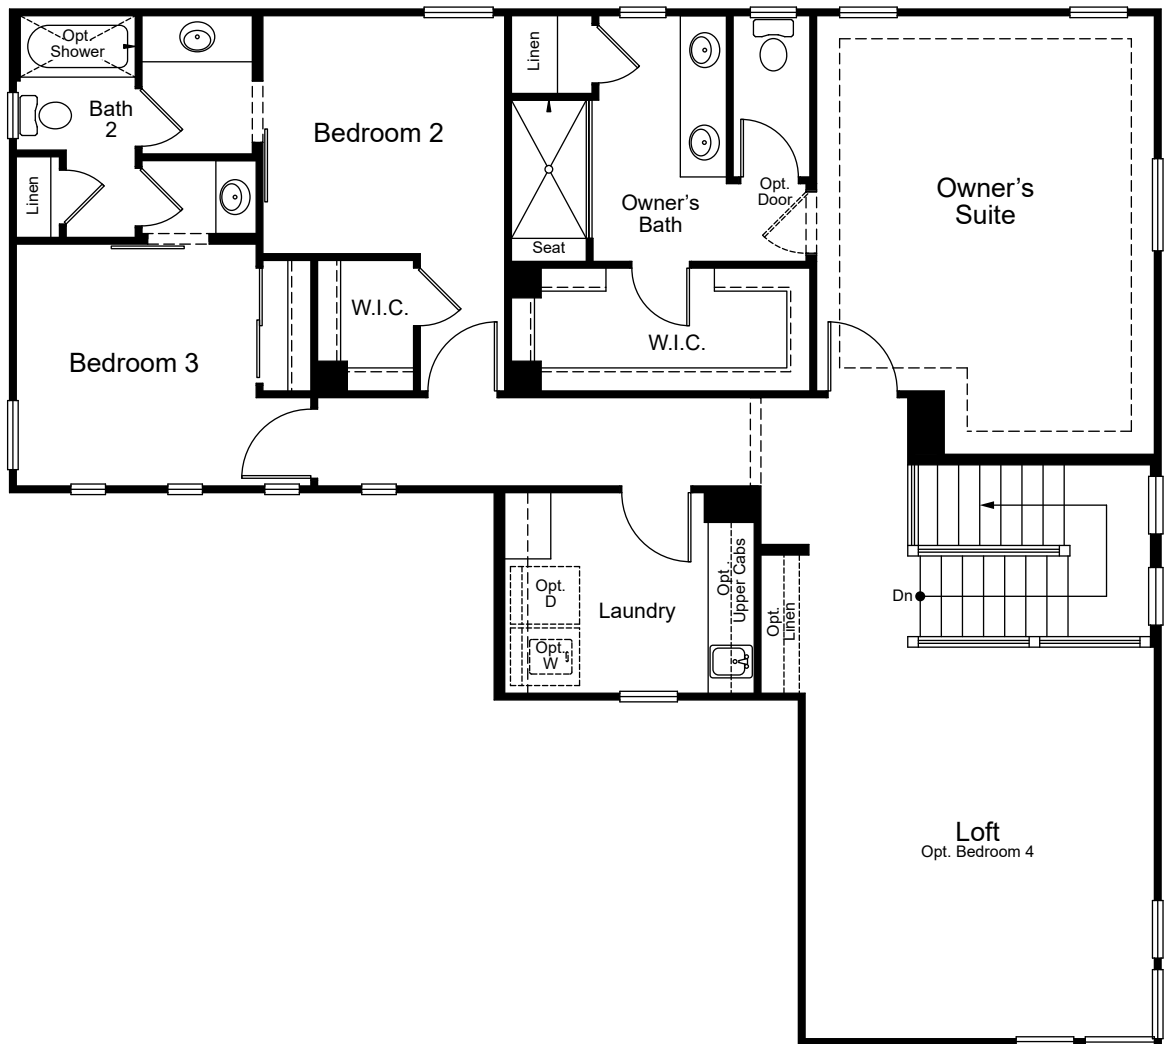 Opt.
Shower
Bath
2
Linen
Bedroom 2
Linen
Seat
Owner's
Bath
Opt.
Door
Owner's
Suite
Bedroom 3
W.I.C.
W.I.C.
Opt.
D
Opt.
W
S
Laundry
Opt.
Upper Cabs
Opt.
Linen
Dn
Loft
Opt. Bedroom 4